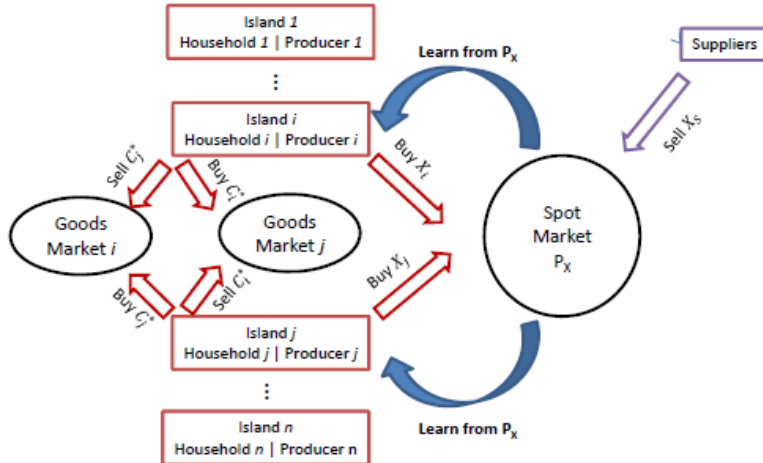 Island 1
Household 1 | Producer 1
⋮
Learn from Pₓ
Suppliers
Island i
Household i | Producer i
Sell C*ⱼ
Buy C*ᵢ
Buy Xᵢ
Sell X_S
Goods
Market i
Goods
Market j
Spot
Market
Pₓ
Buy C*ⱼ
Sell C*ᵢ
Buy Xⱼ
Island j
Household j | Producer j
⋮
Learn from Pₓ
Island n
Household n | Producer n